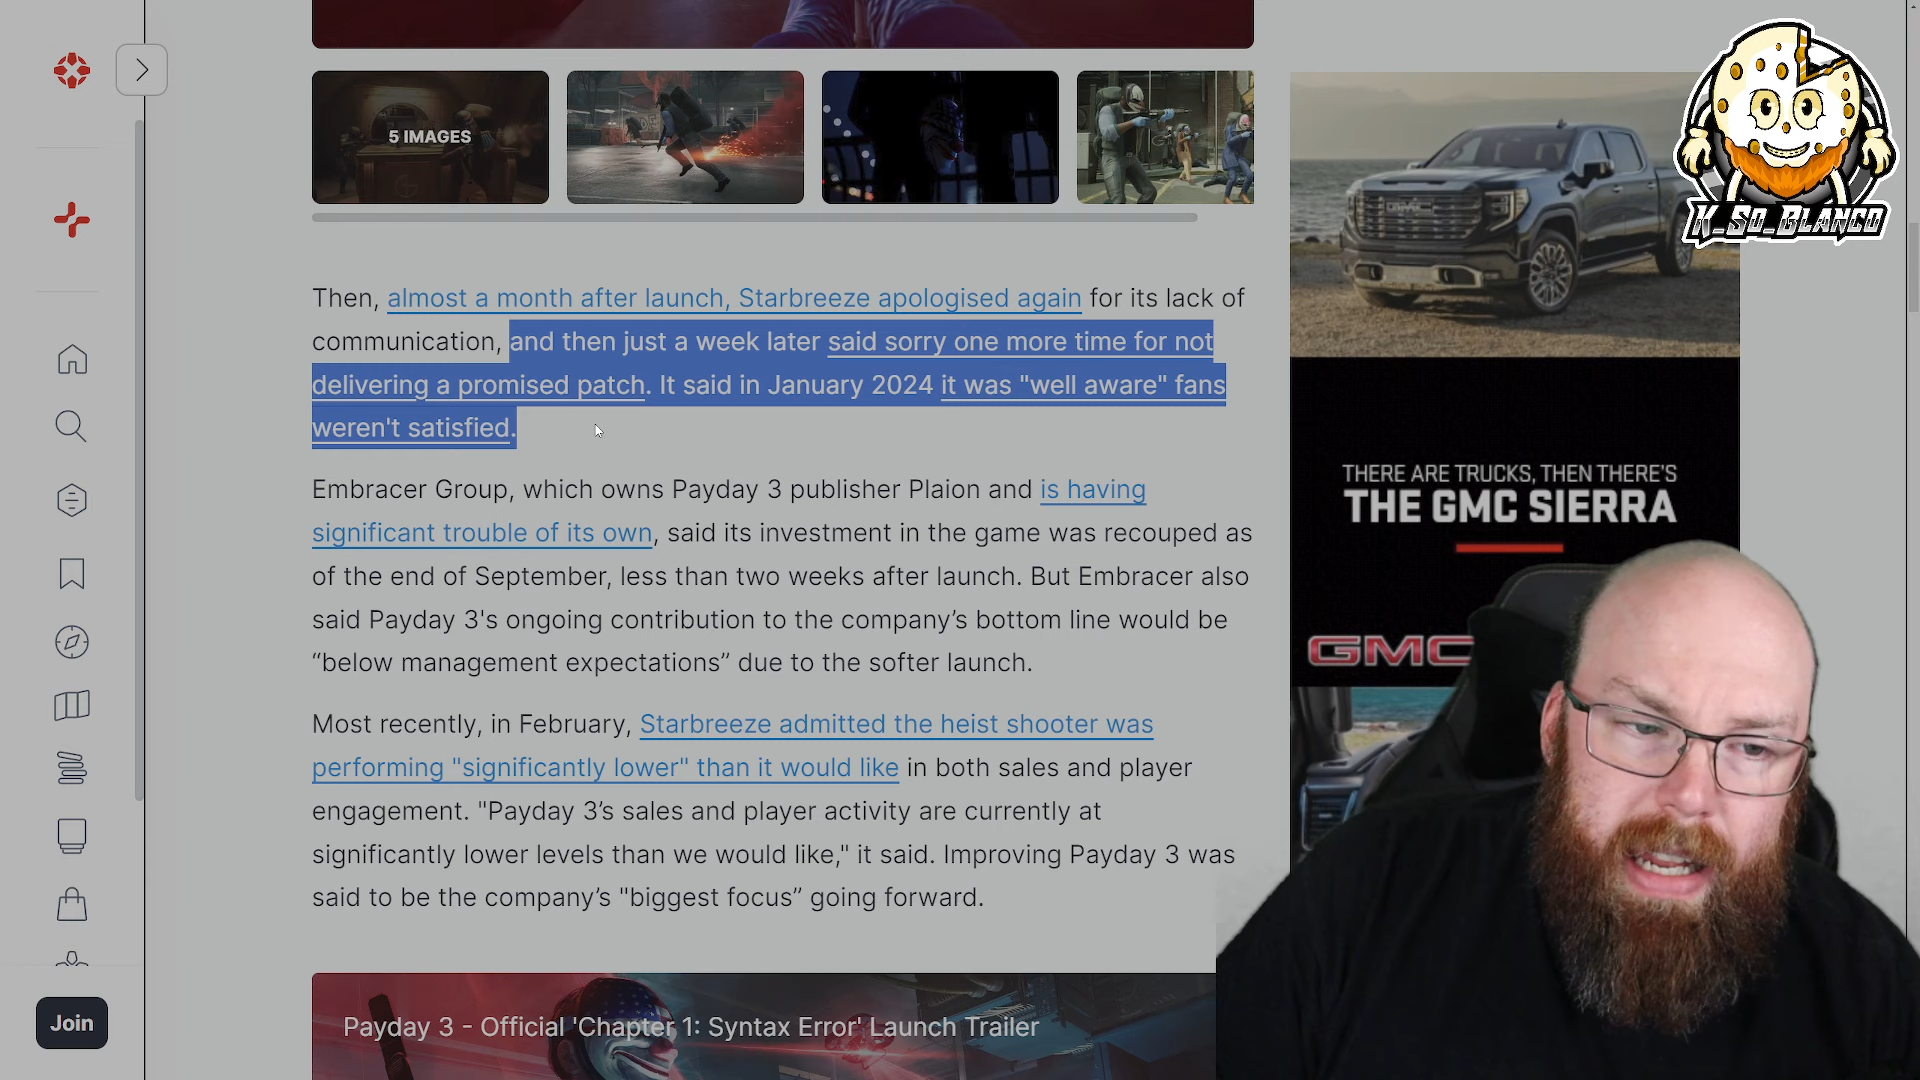 5 IMAGES
K_So_Blanco
Then, almost a month after launch, Starbreeze apologised again for its lack of
communication, and then just a week later said sorry one more time for not
delivering a promised patch. It said in January 2024 it was "well aware" fans
weren't satisfied.
Embracer Group, which owns Payday 3 publisher Plaion and is having
significant trouble of its own, said its investment in the game was recouped as
of the end of September, less than two weeks after launch. But Embracer also
said Payday 3's ongoing contribution to the company’s bottom line would be
“below management expectations” due to the softer launch.
Most recently, in February, Starbreeze admitted the heist shooter was
performing "significantly lower" than it would like in both sales and player
engagement. "Payday 3’s sales and player activity are currently at
significantly lower levels than we would like," it said. Improving Payday 3 was
said to be the company’s "biggest focus” going forward.
Payday 3 - Official 'Chapter 1: Syntax Error' Launch Trailer
Join
GMC
THERE ARE TRUCKS, THEN THERE'S
THE GMC SIERRA
GMC